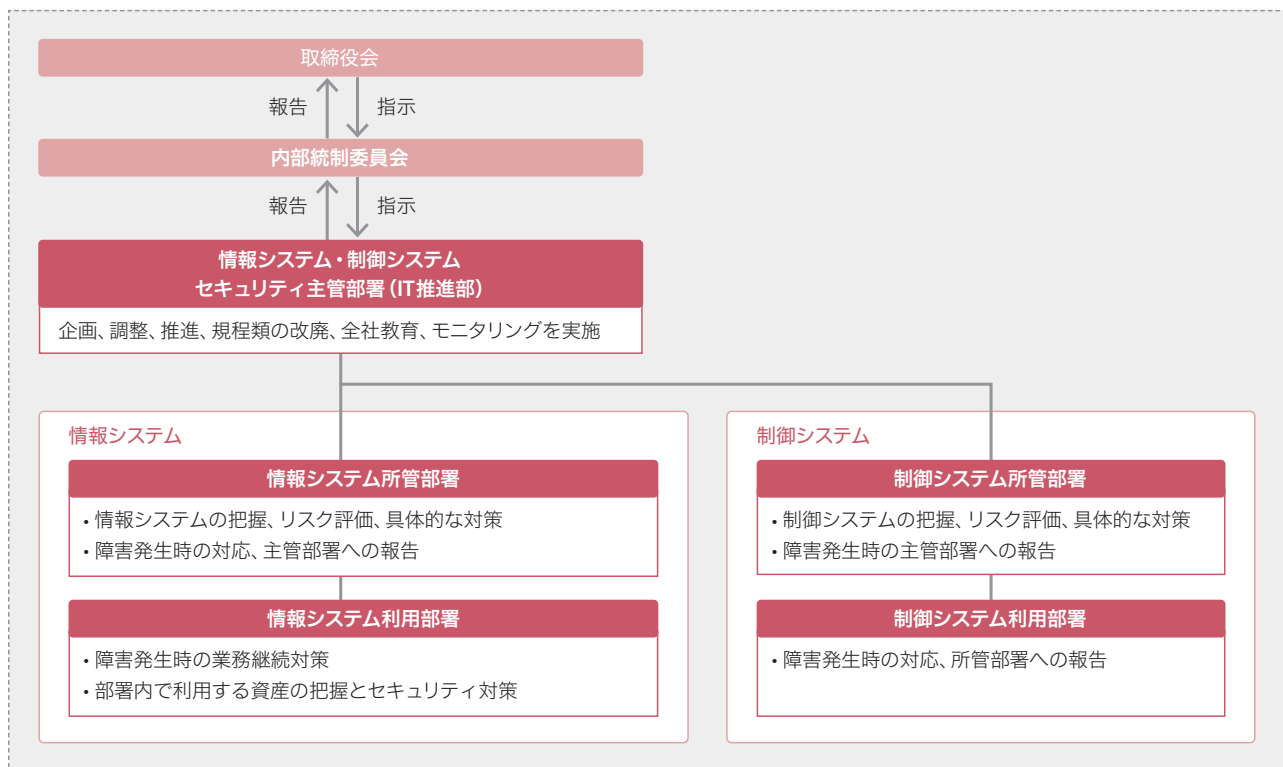 取締役会
報告
指示
内部統制委員会
報告
指示
情報システム・制御システム
セキュリティ主管部署（IT推進部）
企画、調整、推進、規程類の改廃、全社教育、モニタリングを実施
情報システム
情報システム所管部署
・情報システムの把握、リスク評価、具体的な対策
・障害発生時の対応、主管部署への報告
情報システム利用部署
・障害発生時の業務継続対策
・部署内で利用する資産の把握とセキュリティ対策
制御システム
制御システム所管部署
・制御システムの把握、リスク評価、具体的な対策
・障害発生時の主管部署への報告
制御システム利用部署
・障害発生時の対応、所管部署への報告